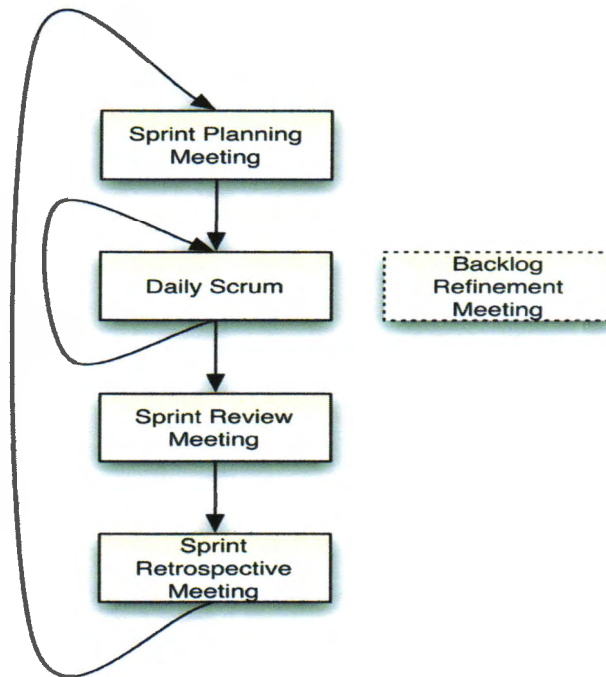 Sprint Planning
Meeting
Daily Scrum
Backlog
Refinement
Meeting
Sprint Review
Meeting
Sprint
Retrospective
Meeting